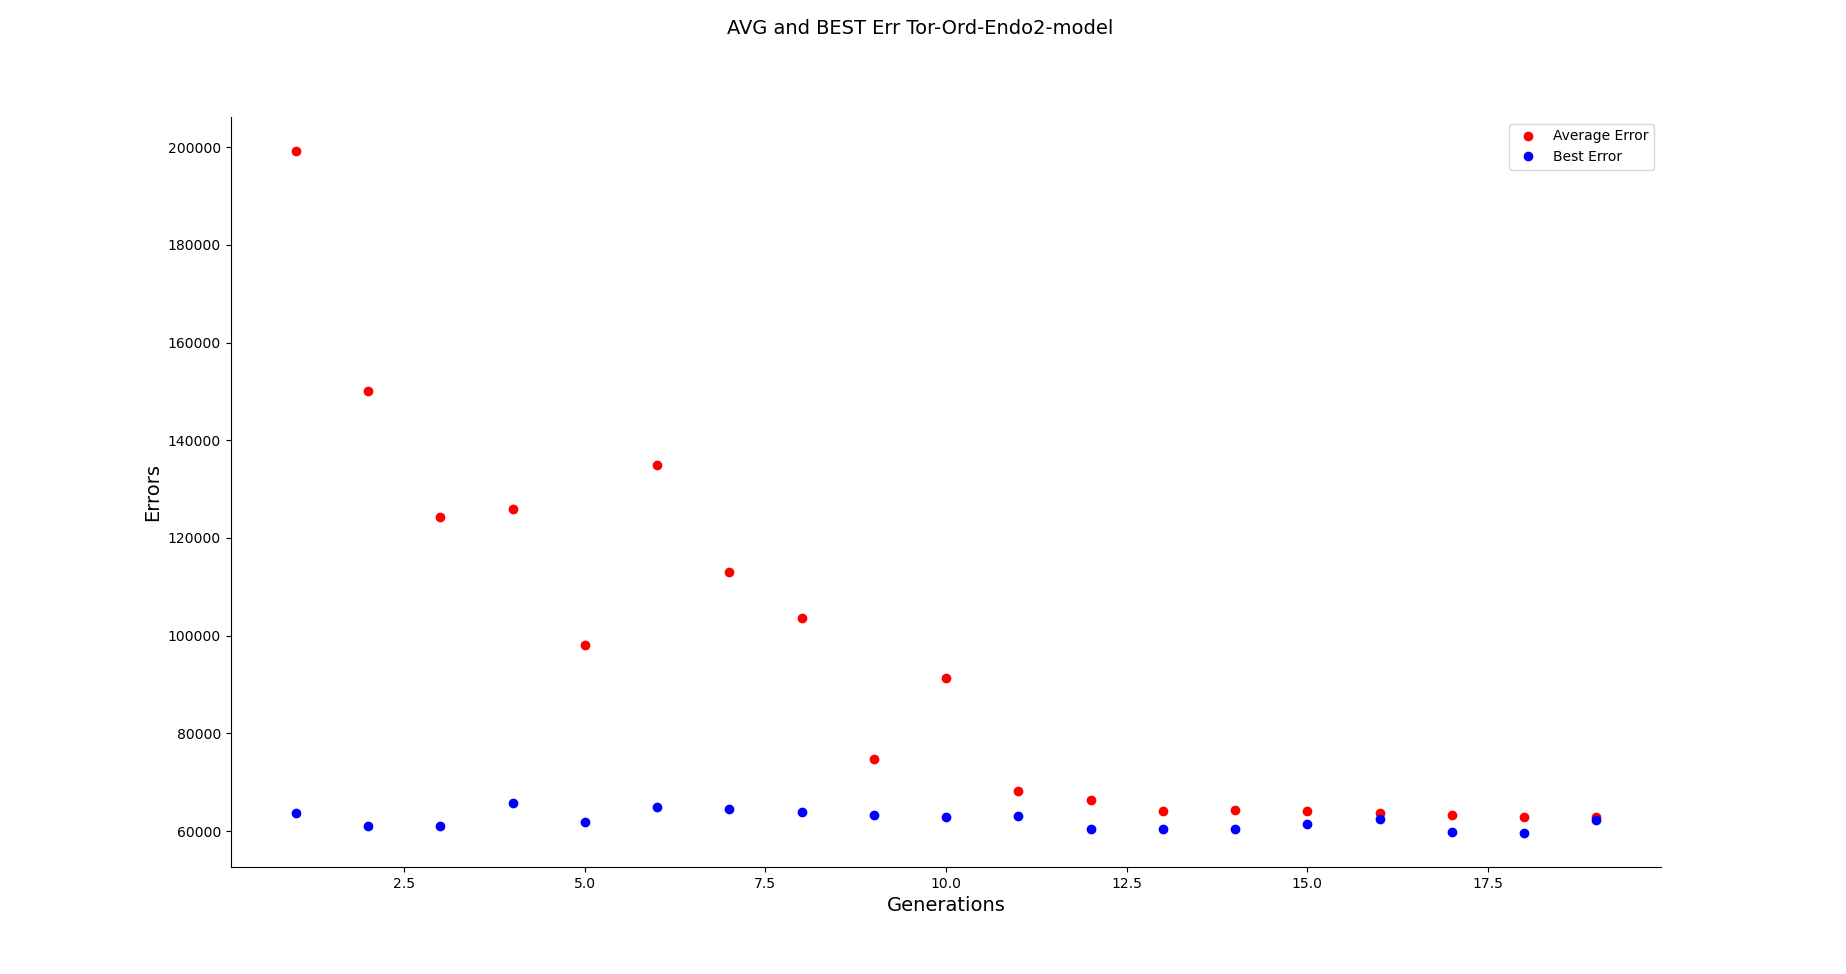 AVG and BEST Err Tor-Ord-Endo2-model
Average Error
Best Error
Errors
200000
180000
160000
140000
120000
100000
80000
60000
2.5 5.0 7.5 10.0 12.5 15.0 17.5
Generations